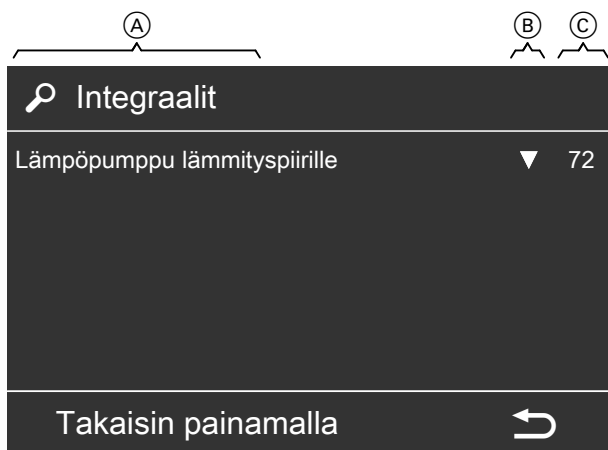 Ⓐ Ⓑ Ⓒ
Integraalit
Lämpöpumppu lämmityspiirille ▼ 72
Takaisin painamalla